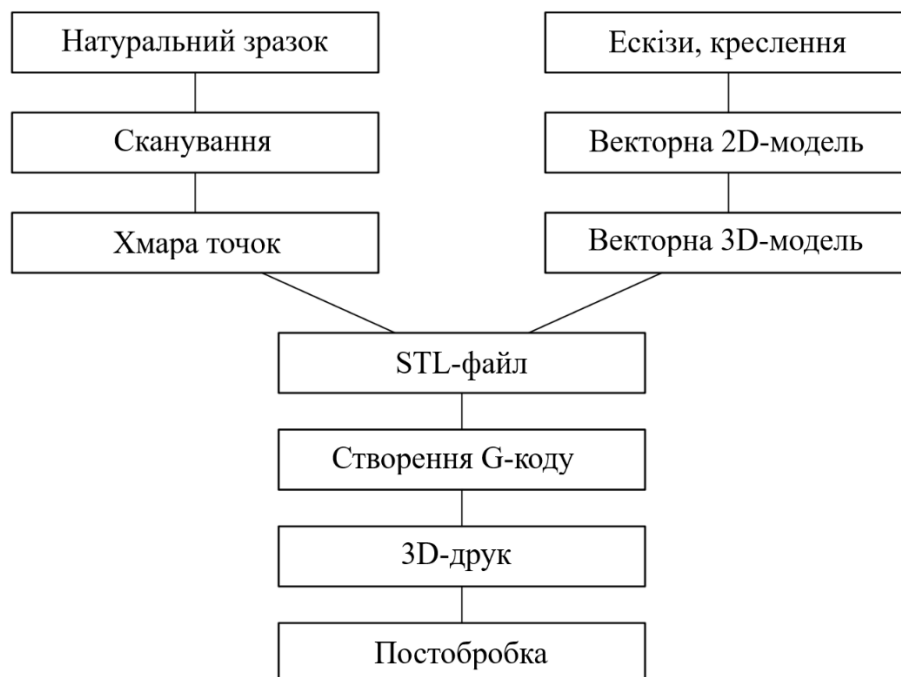 Натуральний зразок
Ескізи, креслення
Сканування
Векторна 2D-модель
Хмара точок
Векторна 3D-модель
STL-файл
Створення G-коду
3D-друк
Постобробка